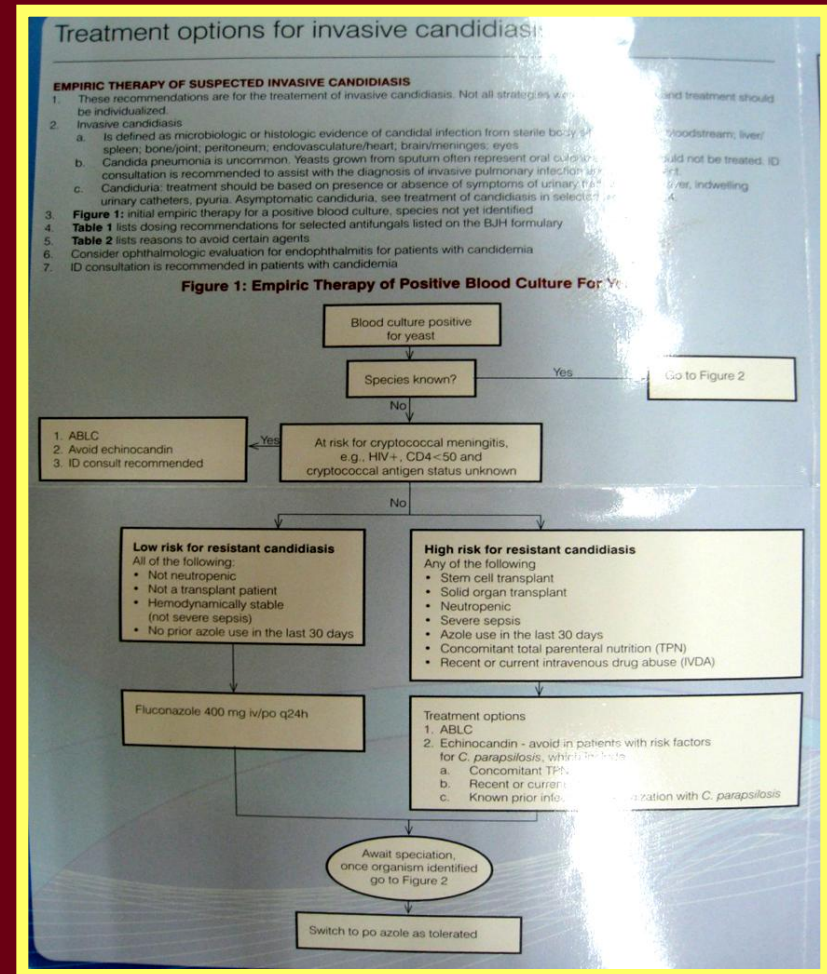 Treatment options for invasive candidiasi
EMPIRIC THERAPY OF SUSPECTED INVASIVE CANDIDIASIS
1. These recommendations are for the treatement of invasive candidiasis. Not all strategies and treatment should
be individualized.
2. Invasive candidiasis
a. Is defined as microbiologic or histologic evidence of candidal infection from sterile body bloodstream; liver/
spleen; bone/joint; peritoneum; endovasculature/heart; brain/meninges; eyes
b. Candida pneumonia is uncommon. Yeasts grown from sputum often represent oral not be treated. ID
consultation is recommended to assist with the diagnosis of invasive pulmonary infection
c. Candiduria: treatment should be based on presence or absence of symptoms of urinary indwelling
urinary catheters, pyuria. Asymptomatic candiduria, see treatment of candidiasis in
3. Figure 1: initial empiric therapy for a positive blood culture, species not yet identified
4. Table 1 lists dosing recommendations for selected antifungals listed on the BJH formulary
5. Table 2 lists reasons to avoid certain agents
6. Consider ophthalmologic evaluation for endophthalmitis for patients with candidemia
7. ID consultation is recommended in patients with candidemia
Figure 1: Empiric Therapy of Positive Blood Culture For
Blood culture positive
for yeast
Species known?
Yes
Go to Figure 2
No
1. ABLC
2. Avoid echinocandin
3. ID consult recommended
Yes
At risk for cryptococcal meningitis,
e.g., HIV+, CD4<50 and
cryptococcal antigen status unknown
No
Low risk for resistant candidiasis
All of the following:
• Not neutropenic
• Not a transplant patient
• Hemodynamically stable
(not severe sepsis)
• No prior azole use in the last 30 days
High risk for resistant candidiasis
Any of the following
• Stem cell transplant
• Solid organ transplant
• Neutropenic
• Severe sepsis
• Azole use in the last 30 days
• Concomitant total parenteral nutrition (TPN)
• Recent or current intravenous drug abuse (IVDA)
Fluconazole 400 mg iv/po q24h
Treatment options
1. ABLC
2. Echinocandin - avoid in patients with risk factors
for C. parapsilosis, which include
a. Concomitant TPN
b. Recent or
c. Known prior with C. parapsilosis
Await speciation,
once organism identified
go to Figure 2
Switch to po azole as tolerated